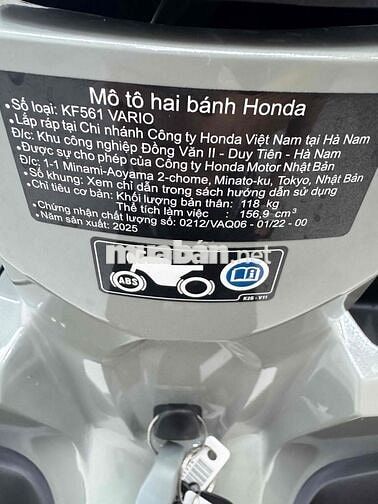 Mô tô hai bánh Honda
•Số loại: KF561 VARIO
•Lắp ráp tại Chi nhánh Công ty Honda Việt Nam tại Hà Nam
Đ/c: Khu công nghiệp Đồng Văn II - Duy Tiên - Hà Nam
•Được sự cho phép của Công ty Honda Motor Nhật Bản
Đ/c: 1-1 Minami-Aoyama 2-chome, Minato-ku, Tokyo, Nhật Bản
•Số khung: Xem chỉ dẫn trong sách hướng dẫn sử dụng
•Chỉ tiêu cơ bản: Khối lượng bản thân: 118 kg
Thể tích làm việc : 156,9 cm³
•Chứng nhận chất lượng số: 0212/VAQ06 - 01/22 - 00
•Năm sản xuất: 2025
muabán.net
ABS
K2S - V11